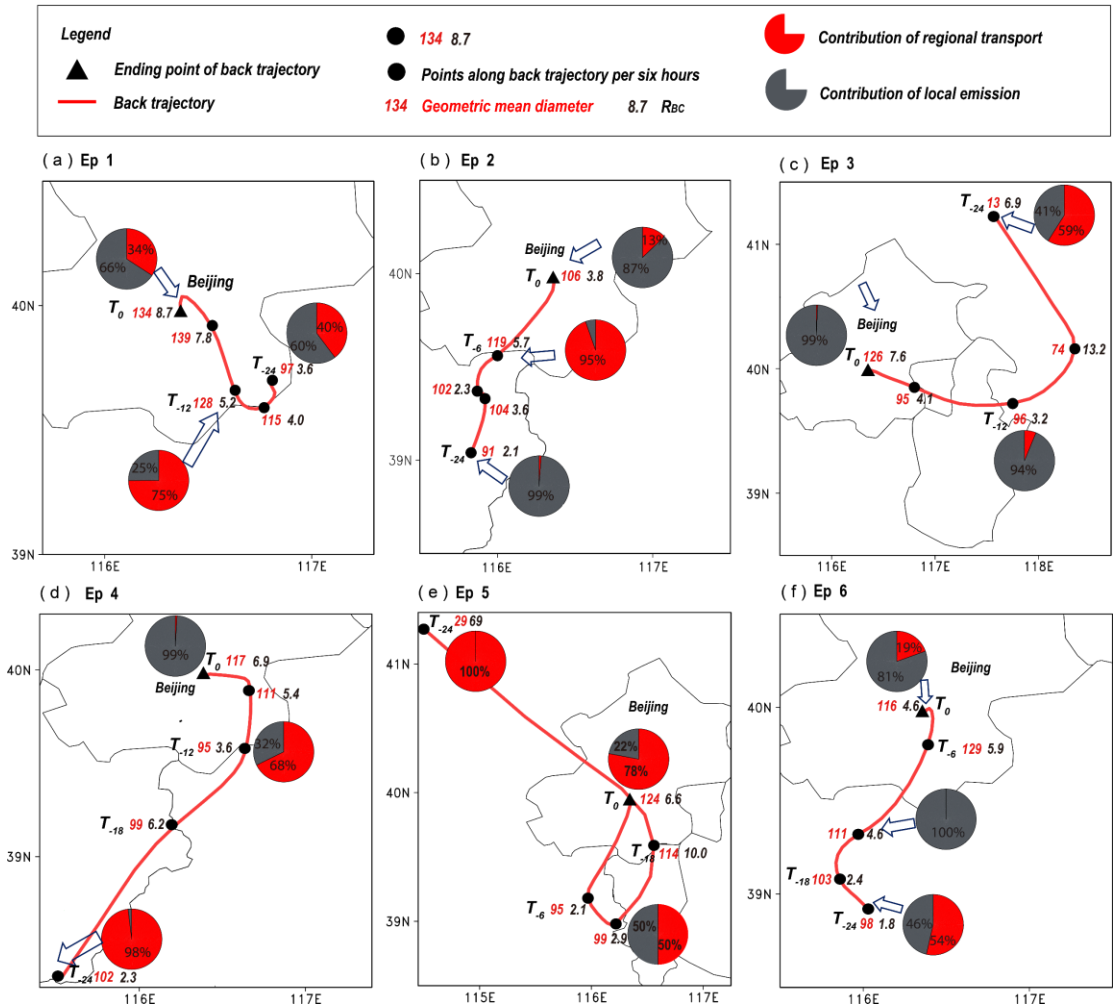 Legend
134 8.7
Contribution of regional transport
Ending point of back trajectory
Points along back trajectory per six hours
Back trajectory
134 Geometric mean diameter 8.7 RBC
Contribution of local emission
( a ) Ep 1
34%
66%
Beijing
T0 134 8.7
139 7.8
40%
60%
T-24 97 3.6
T-12 128 5.2
115 4.0
25%
75%
40N
39N
116E
117E
( b ) Ep 2
13%
87%
Beijing
T0 106 3.8
T-6 119 5.7
95%
102 2.3
104 3.6
T-24 91 2.1
99%
40N
39N
116E
117E
( c ) Ep 3
T-24 13 6.9
41%
59%
Beijing
99%
T0 126 7.6
74 13.2
95 4.1
T-12 96 3.2
94%
41N
40N
39N
116E
117E
118E
( d ) Ep 4
99%
T0 117 6.9
Beijing
111 5.4
T-12 95 3.6
32%
68%
T-18 99 6.2
98%
T-24 102 2.3
40N
39N
116E
117E
( e ) Ep 5
T-24 29 69
100%
Beijing
22%
78%
T0 124 6.6
T-18 114 10.0
T-6 95 2.1
99 2.9
50%
50%
41N
40N
39N
115E
116E
117E
( f ) Ep 6
19%
81%
Beijing
116 4.6 T0
T-6 129 5.9
100%
111 4.6
T-18 103 2.4
T-24 98 1.8
46%
54%
40N
39N
116E
117E